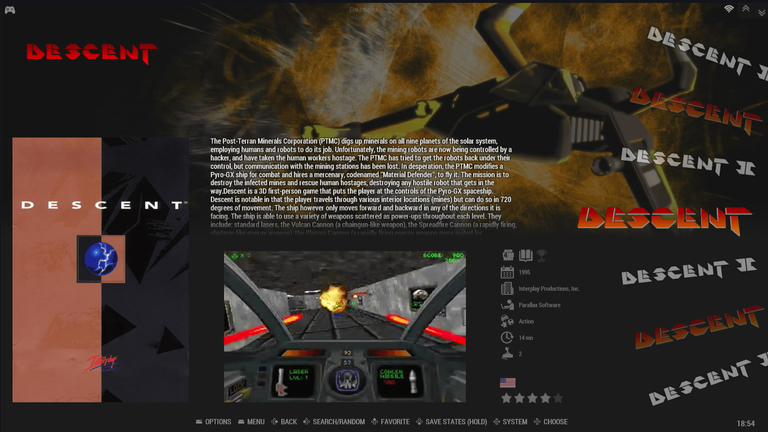 DESCENT
DESCENT II
DESCENT
DESCENT II
DESCENT
DESCENT II
DESCENT
DESCENT II
The Post-Terran Minerals Corporation (PTMC) digs up minerals on all nine planets of the solar system,
employing humans and robots to do its job. Unfortunately, the mining robots are now being controlled by a
hacker, and have taken the human workers hostage. The PTMC has tried to get the robots back under their
control, but communication with the mining stations has been lost. In desperation, the PTMC modifies a
Pyro-GX ship for combat and hires a mercenary, codenamed "Material Defender", to fly it. The mission is to
destroy the infected mines and rescue human hostages, destroying any hostile robot that gets in the
way.Descent is a 3D first-person game that puts the player at the controls of the Pyro-GX spaceship.
Descent is notable in that the player travels through various interior locations (mines) but can do so in 720
degrees of movement. The ship however only moves forward and backward in any of the directions it is
facing. The ship is able to use a variety of weapons scattered as power-ups throughout each level. They
include: standard lasers, the Vulcan Cannon (a chaingun-like weapon), the Spreadfire Cannon (a rapidly firing,
DESCENT
Interplay
SCORE:
92
57
LASER
LVL: 1
CONCSN
MISSILE
1995
Interplay Productions, Inc.
Parallax Software
Action
14 мн
2
OPTIONS MENU BACK SEARCH/RANDOM FAVORITE SAVE STATES (HOLD) SYSTEM CHOOSE
18:54